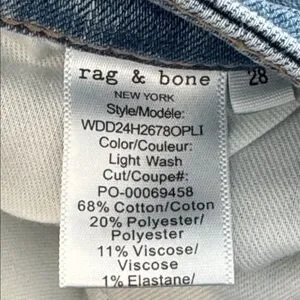 rag & bone
NEW YORK
Style/Modéle:
WDD24H2678OPLI
Color/Couleur:
Light Wash
Cut/Coupe#:
PO-00069458
68% Cotton/Coton
20% Polyester/
Polyester
11% Viscose/
Viscose
1% Elastane/
28